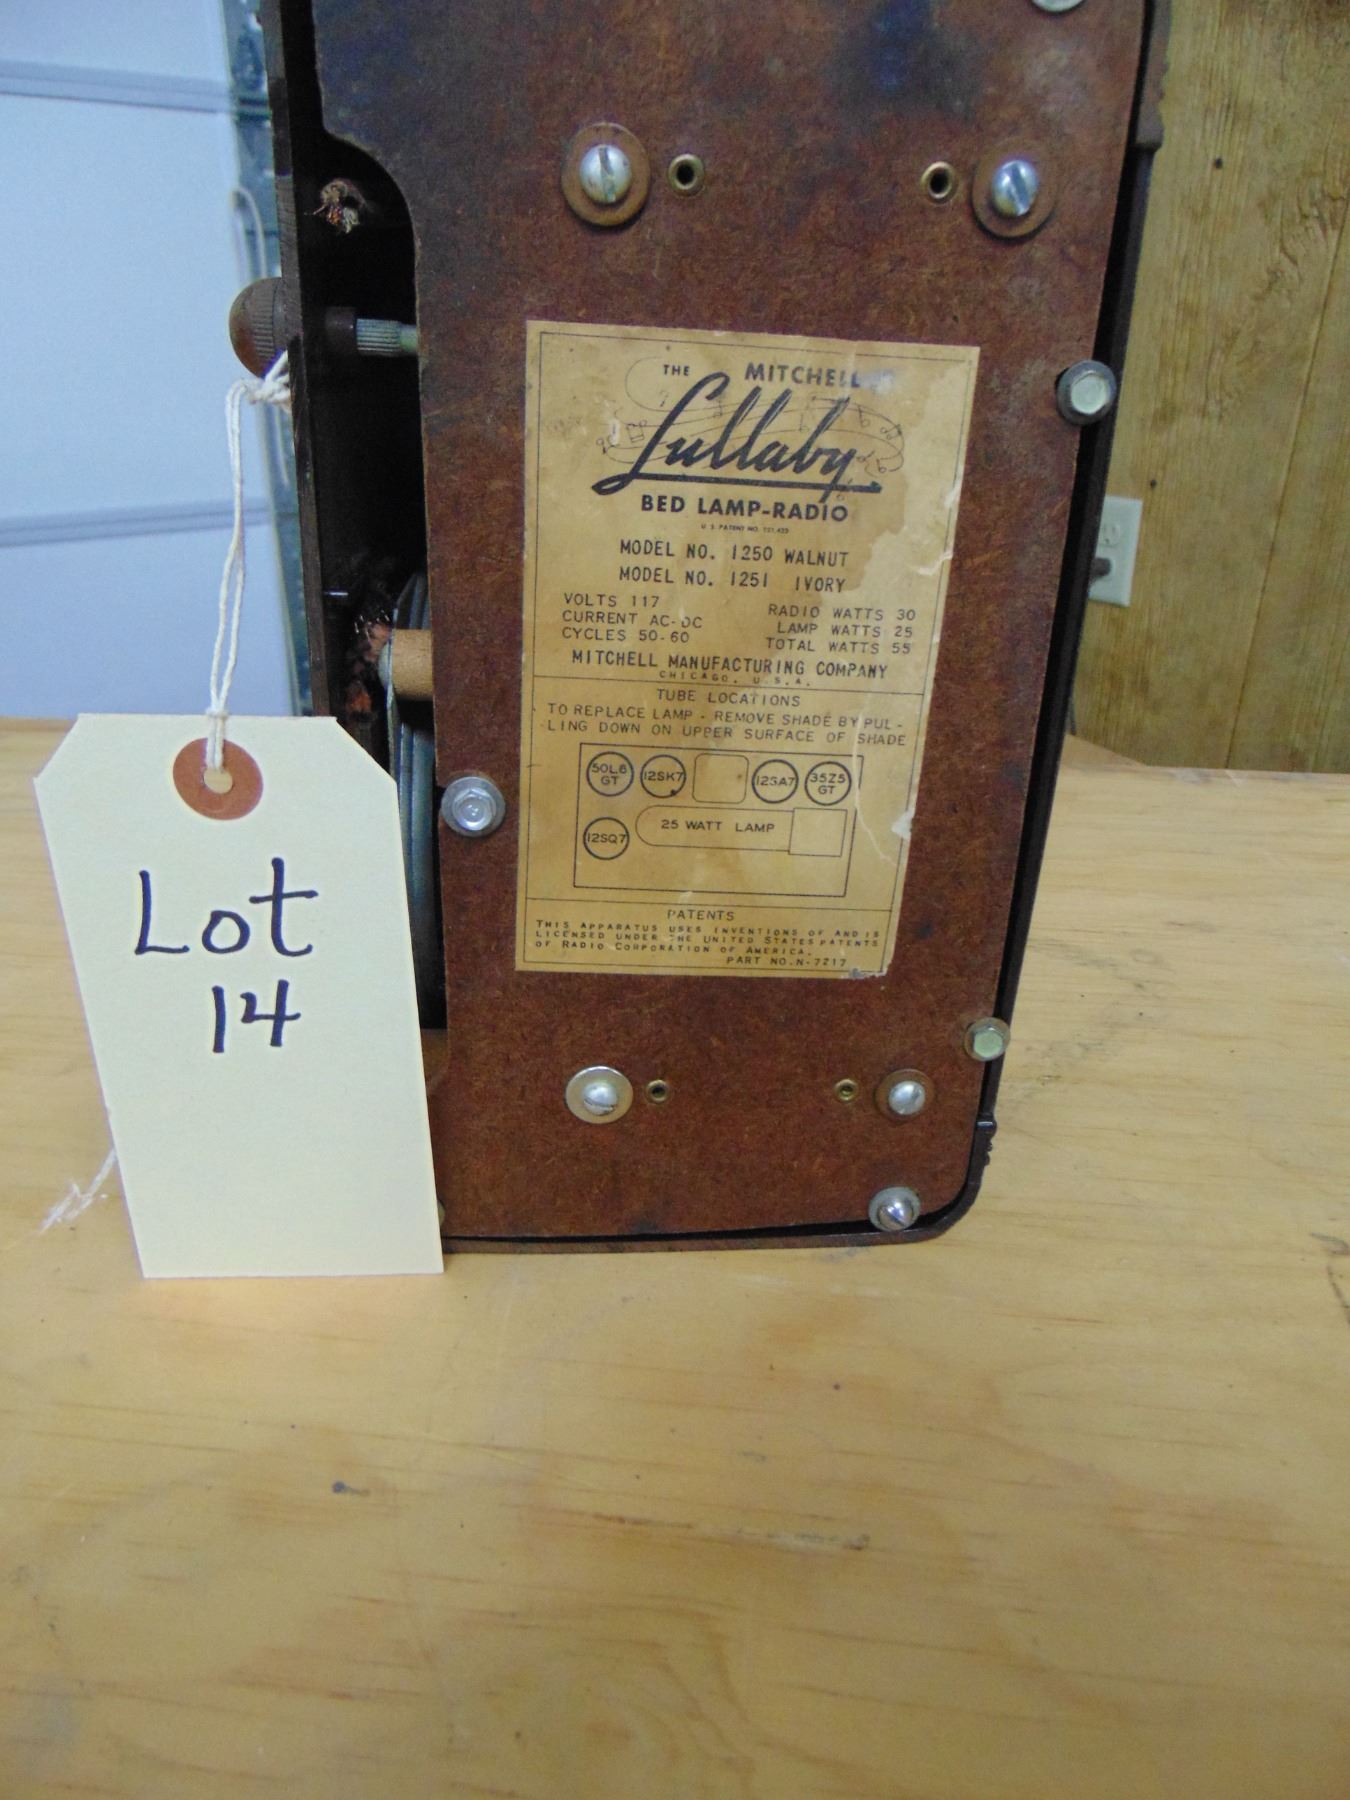 THE MITCHELL
Lullaby
BED LAMP-RADIO
U.S. PATENT NO.
MODEL NO. 1250 WALNUT
MODEL NO. 1251 IVORY
VOLTS 117
CURRENT AC-DC
CYCLES 50-60
RADIO WATTS 30
LAMP WATTS 25
TOTAL WATTS 55
MITCHELL MANUFACTURING COMPANY
CHICAGO, U.S.A.
TUBE LOCATIONS
TO REPLACE LAMP - REMOVE SHADE BY PUL-
LING DOWN ON UPPER SURFACE OF SHADE
50L6
GT
12SK7
12SA7
35Z5
GT
12SQ7
25 WATT LAMP
PATENTS
THIS APPARATUS USES INVENTIONS OF AND IS
LICENSED UNDER THE UNITED STATES PATENTS
OF RADIO CORPORATION OF AMERICA.
PART NO. N-7217
Lot
14